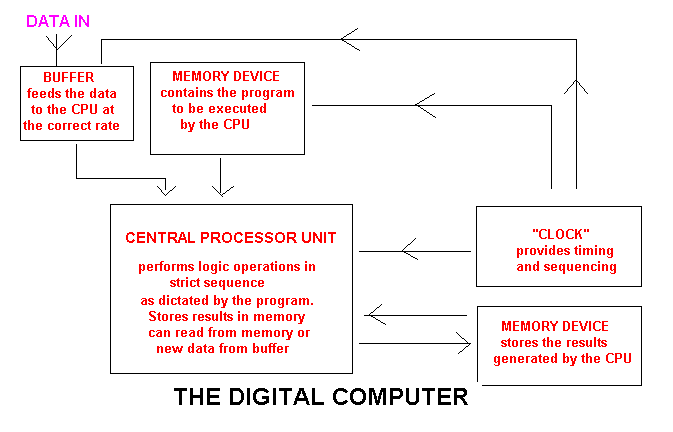 DATA IN
BUFFER
feeds the data
to the CPU at
the correct rate
MEMORY DEVICE
contains the program
to be executed
by the CPU
CENTRAL PROCESSOR UNIT
performs logic operations in
strict sequence
as dictated by the program.
Stores results in memory
can read from memory or
new data from buffer
"CLOCK"
provides timing
and sequencing
MEMORY DEVICE
stores the results
generated by the CPU
THE DIGITAL COMPUTER